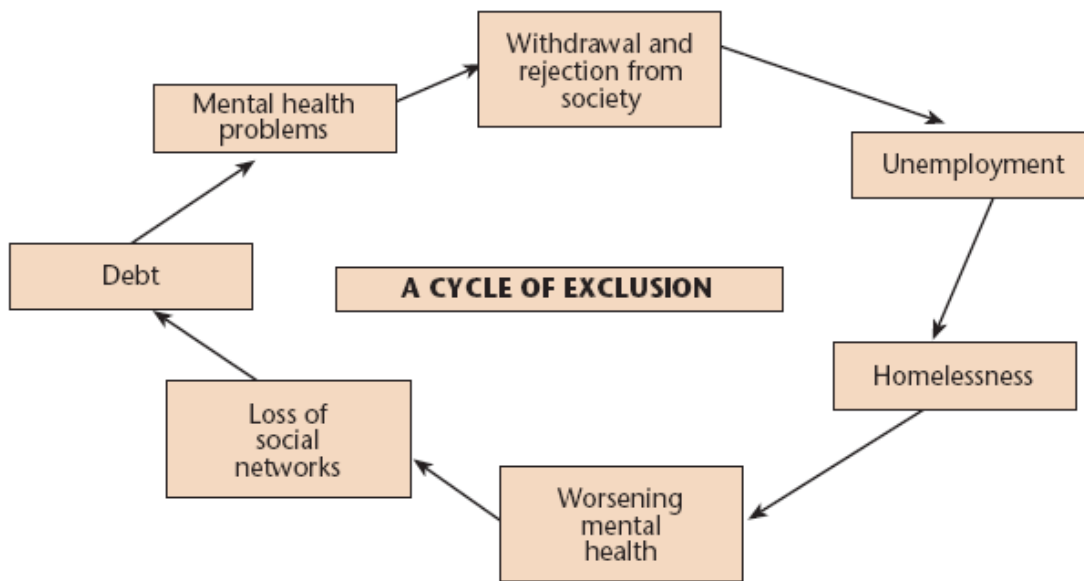 Withdrawal and
rejection from
society
Mental health
problems
Unemployment
Debt
A CYCLE OF EXCLUSION
Homelessness
Loss of
social
networks
Worsening
mental
health